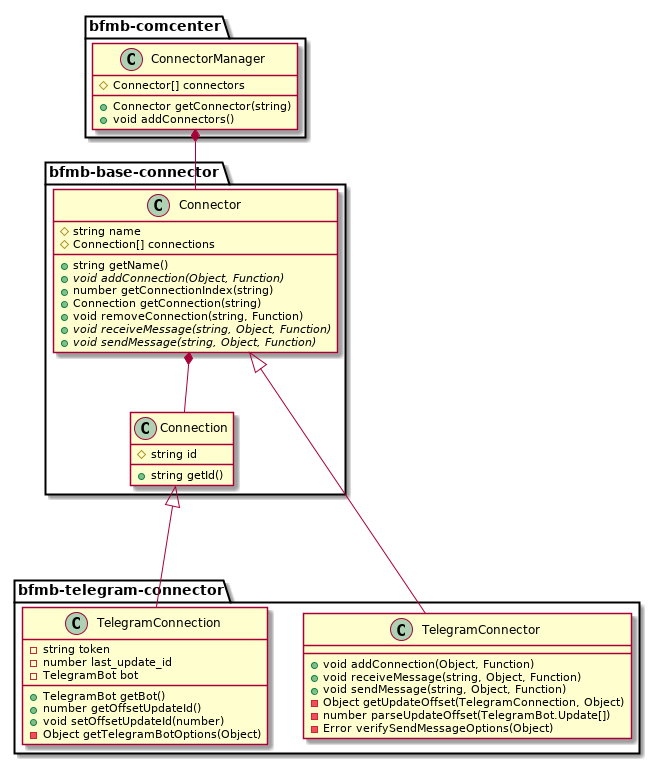 bfmb-comcenter
C ConnectorManager
Connector[] connectors
Connector getConnector(string)
void addConnectors()
bfmb-base-connector
C Connector
string name
Connection[] connections
string getName()
void addConnection(Object, Function)
number getConnectionIndex(string)
Connection getConnection(string)
void removeConnection(string, Function)
void receiveMessage(string, Object, Function)
void sendMessage(string, Object, Function)
C Connection
string id
string getId()
bfmb-telegram-connector
C TelegramConnection
string token
number last_update_id
TelegramBot bot
TelegramBot getBot()
number getOffsetUpdateId()
void setOffsetUpdateId(number)
Object getTelegramBotOptions(Object)
C TelegramConnector
void addConnection(Object, Function)
void receiveMessage(string, Object, Function)
void sendMessage(string, Object, Function)
Object getUpdateOffset(TelegramConnection, Object)
number parseUpdateOffset(TelegramBot.Update[])
Error verifySendMessageOptions(Object)